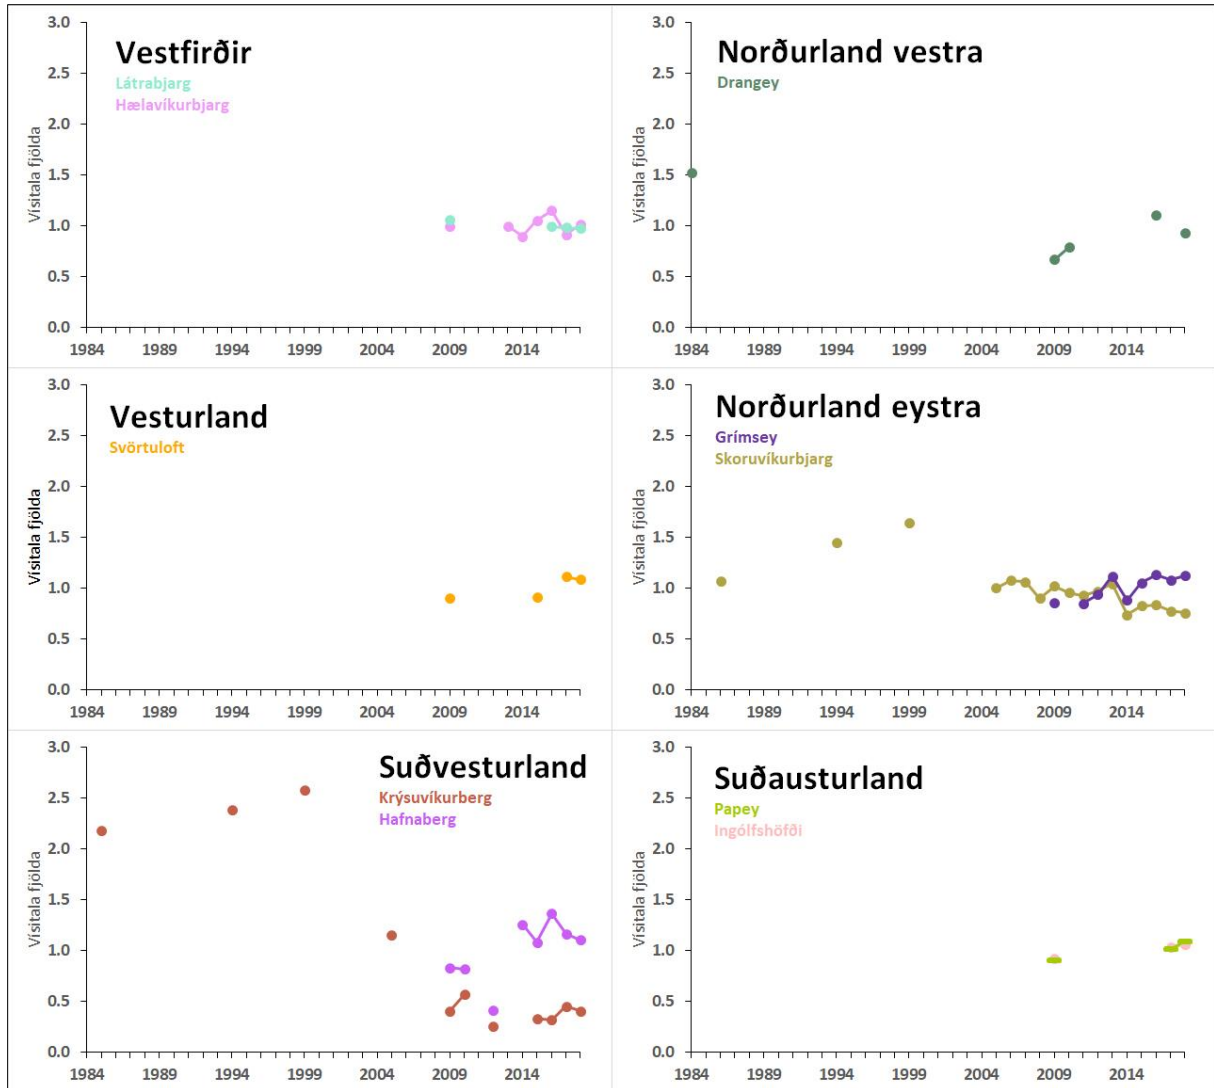 Vestfirðir
Látrabjarg
Hælavíkurbjarg
Vísitala fjölda
3.0
2.5
2.0
1.5
1.0
0.5
0.0
1984 1989 1994 1999 2004 2009 2014
Norðurland vestra
Drangey
Vísitala fjölda
3.0
2.5
2.0
1.5
1.0
0.5
0.0
1984 1989 1994 1999 2004 2009 2014
Vesturland
Svörtuloft
Vísitala fjölda
3.0
2.5
2.0
1.5
1.0
0.5
0.0
1984 1989 1994 1999 2004 2009 2014
Norðurland eystra
Grímsey
Skoruvíkurbjarg
Vísitala fjölda
3.0
2.5
2.0
1.5
1.0
0.5
0.0
1984 1989 1994 1999 2004 2009 2014
Suðvesturland
Krýsuvíkurberg
Hafnaberg
Vísitala fjölda
3.0
2.5
2.0
1.5
1.0
0.5
0.0
1984 1989 1994 1999 2004 2009 2014
Suðausturland
Papey
Ingólfshöfði
Vísitala fjölda
3.0
2.5
2.0
1.5
1.0
0.5
0.0
1984 1989 1994 1999 2004 2009 2014